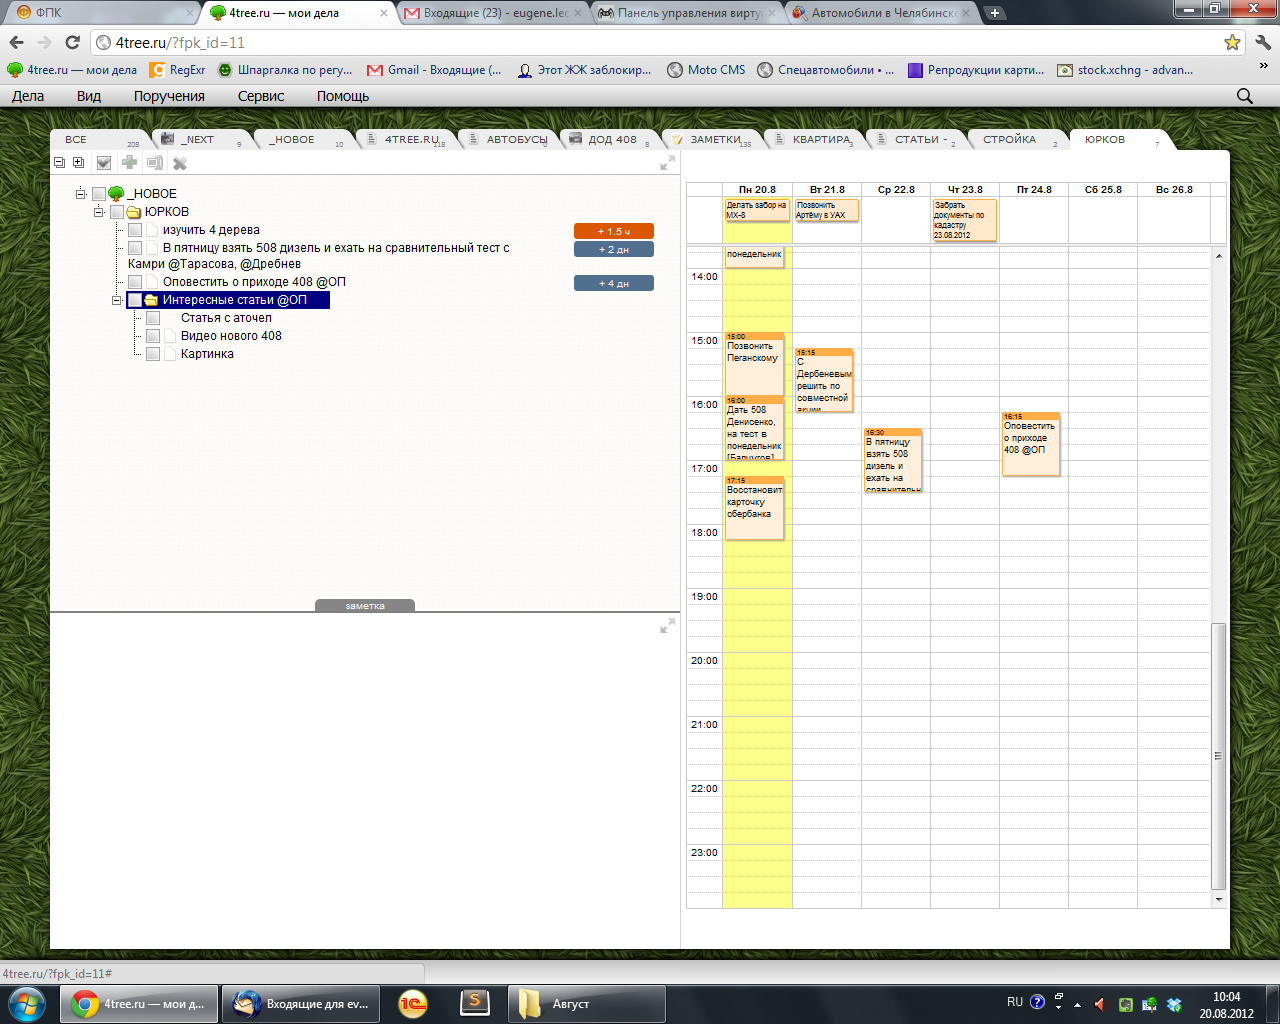 ФПК
4tree.ru — мои дела
Входящие (23) - eugene.lec
Панель управления вирту
Автомобили в Челябинске
4tree.ru/?fpk_id=11
4tree.ru — мои дела
RegExr
Шпаргалка по регу...
Gmail - Входящие (...
Этот ЖЖ заблокир...
Moto CMS
Спецавтомобили • ...
Репродукции карти...
stock.xchng - advan...
»
Дела
Вид
Поручения
Сервис
Помощь
ВСЕ 208
_NEXT 9
_НОВОЕ 10
4TREE.RU 118
АВТОБУСЫ
ДОД 408 8
ЗАМЕТКИ 135
КВАРТИРА 3
СТАТЬИ - 2
СТРОЙКА 2
ЮРКОВ 7
_НОВОЕ
ЮРКОВ
изучить 4 дерева
+ 1.5 ч
В пятницу взять 508 дизель и ехать на сравнительный тест с
Камри @Тарасова, @Дребнев
+ 2 дн
Оповестить о приходе 408 @ОП
+ 4 дн
Интересные статьи @ОП
Статья с аточел
Видео нового 408
Картинка
заметка
Пн 20.8
Вт 21.8
Ср 22.8
Чт 23.8
Пт 24.8
Сб 25.8
Вс 26.8
Делать забор на
МХ-8
Позвонить
Артёму в УАХ
Забрать
документы по
кадастру
23.08.2012
понедельник
14:00
15:00
16:00
17:00
18:00
19:00
20:00
21:00
22:00
23:00
15:00
Позвонить
Пеганскому
16:00
Дать 508
Денисенко,
на тест в
понедельник
[Балчугов]
17:15
Восстановит
карточку
сбербанка
15:15
С
Дербеневым
решить по
совместной
акции
16:30
В пятницу
взять 508
дизель и
ехать на
сравнительн
16:15
Оповестить
о приходе
408 @ОП
4tree.ru/?fpk_id=11#
4tree.ru — мои д...
Входящие для ev...
Август
RU
10:04
20.08.2012